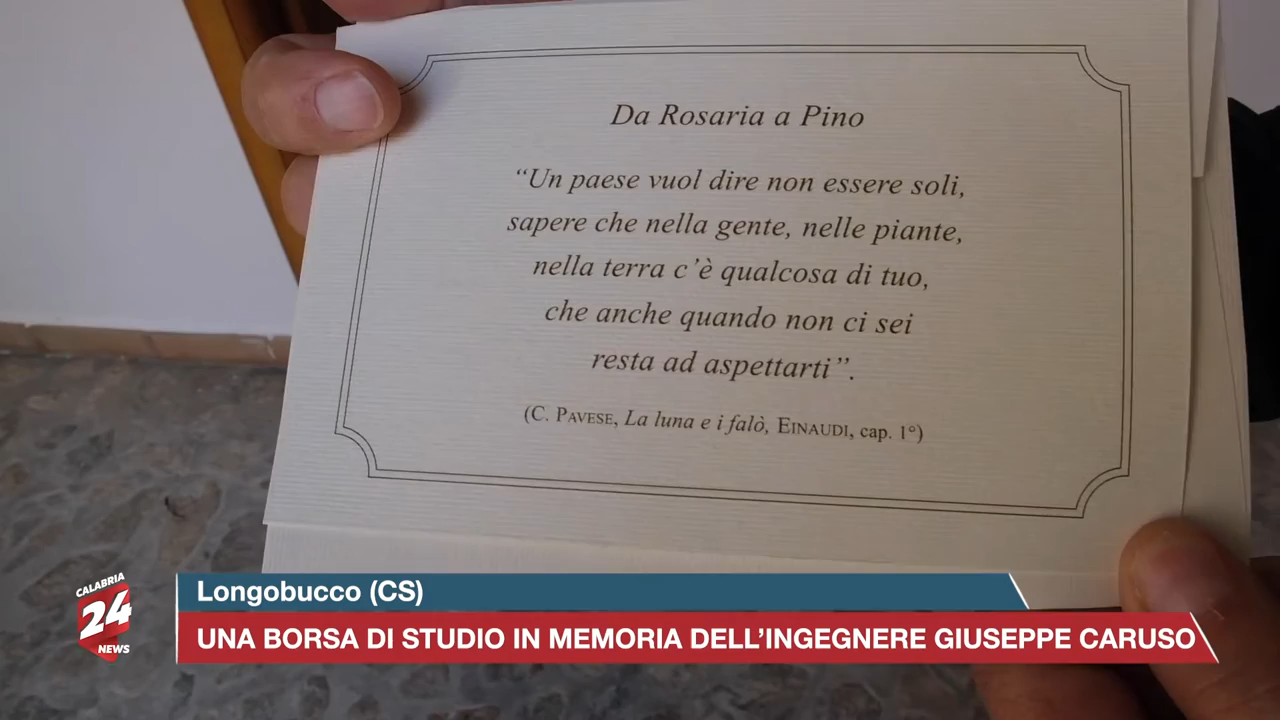 Da Rosaria a Pino
“Un paese vuol dire non essere soli,
sapere che nella gente, nelle piante,
nella terra c’è qualcosa di tuo,
che anche quando non ci sei
resta ad aspettarti”.
(C. PAVESE, La luna e i falò, EINAUDI, cap. 1°)
CALABRIA
24
NEWS
Longobucco (CS)
UNA BORSA DI STUDIO IN MEMORIA DELL’INGEGNERE GIUSEPPE CARUSO